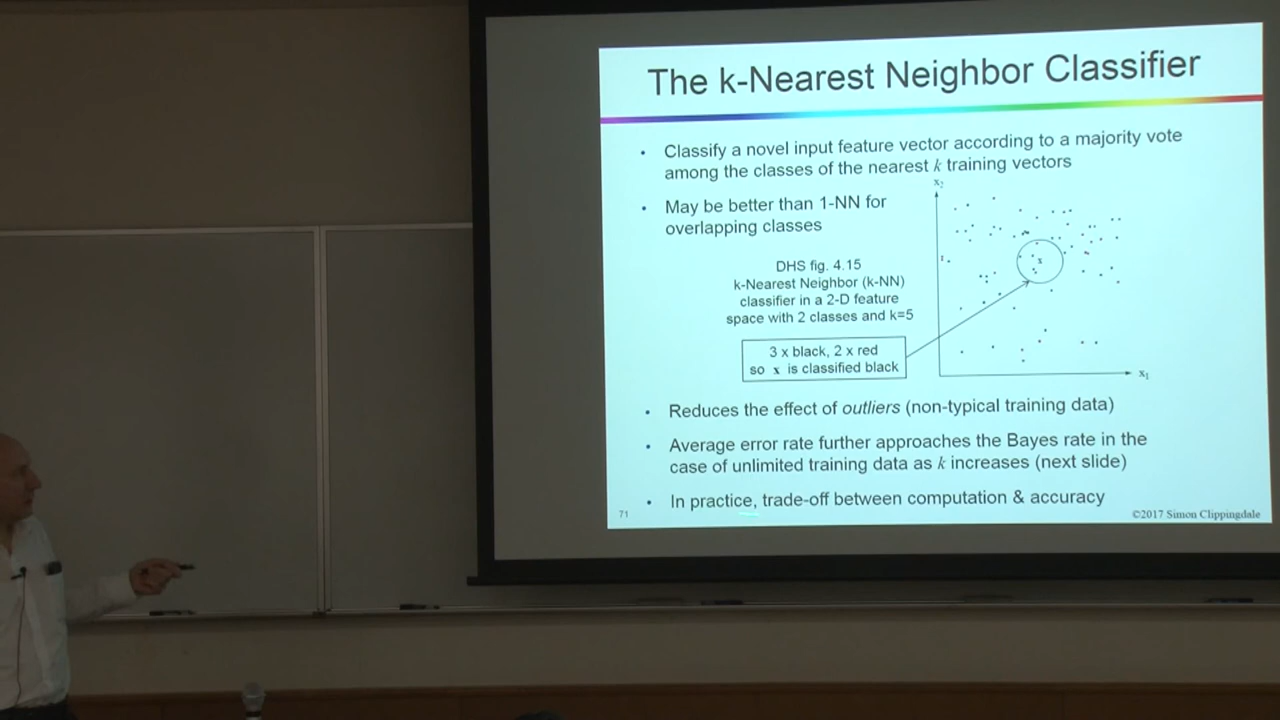 The k-Nearest Neighbor Classifier
• Classify a novel input feature vector according to a majority vote
among the classes of the nearest k training vectors
• May be better than 1-NN for
overlapping classes
DHS fig. 4.15
k-Nearest Neighbor (k-NN)
classifier in a 2-D feature
space with 2 classes and k=5
3 x black, 2 x red
so x is classified black
x2
x
x1
• Reduces the effect of outliers (non-typical training data)
• Average error rate further approaches the Bayes rate in the
case of unlimited training data as k increases (next slide)
• In practice, trade-off between computation & accuracy
71
©2017 Simon Clippingdale